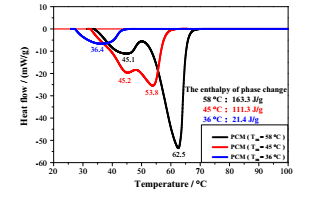 10
0
-10
-20
-30
-40
-50
-60
Heat flow / (mW/g)
36.4
45.1
45.2
53.8
62.5
The enthalpy of phase change
58 °C : 163.3 J/g
45 °C : 111.3 J/g
36 °C : 21.4 J/g
PCM ( Tm= 58 °C )
PCM ( Tm= 45 °C )
PCM ( Tm= 36 °C )
20 30 40 50 60 70 80 90 100
Temperature / °C